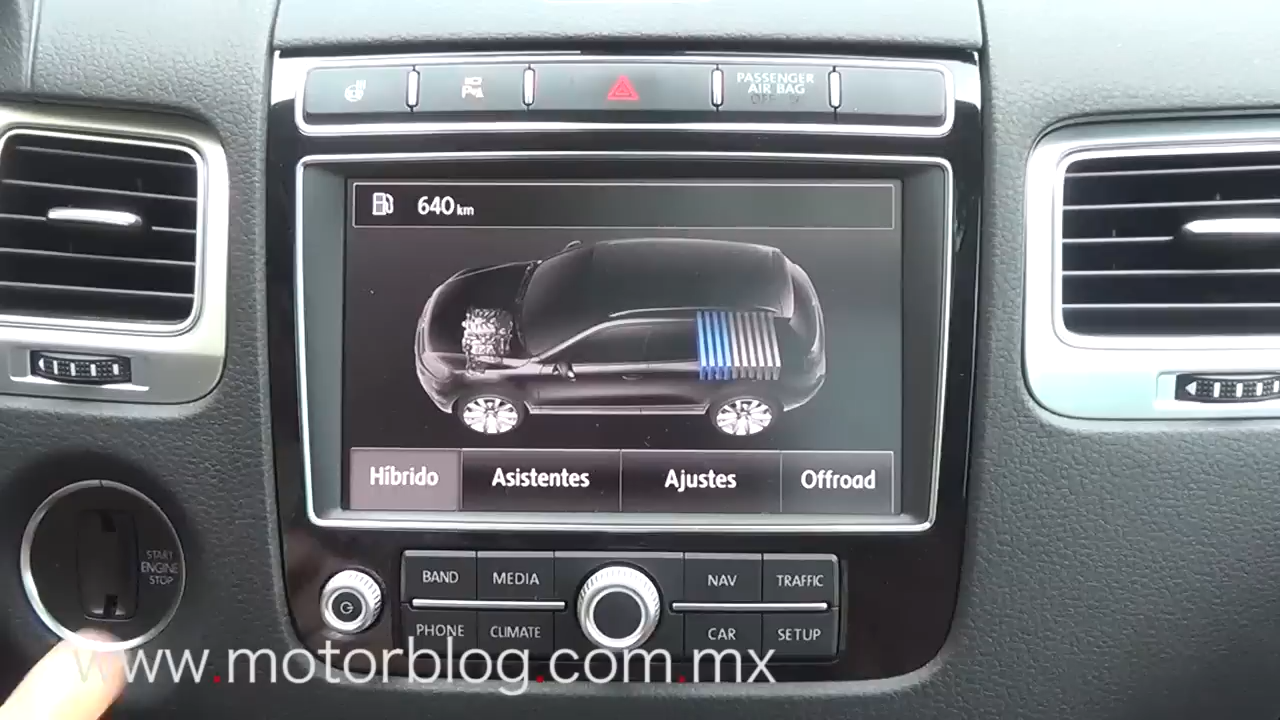 PASSENGER
AIR BAG
OFF
640 km
Híbrido Asistentes Ajustes Offroad
START
ENGINE
STOP
BAND MEDIA NAV TRAFFIC
PHONE CLIMATE CAR SETUP
www.motorblog.com.mx